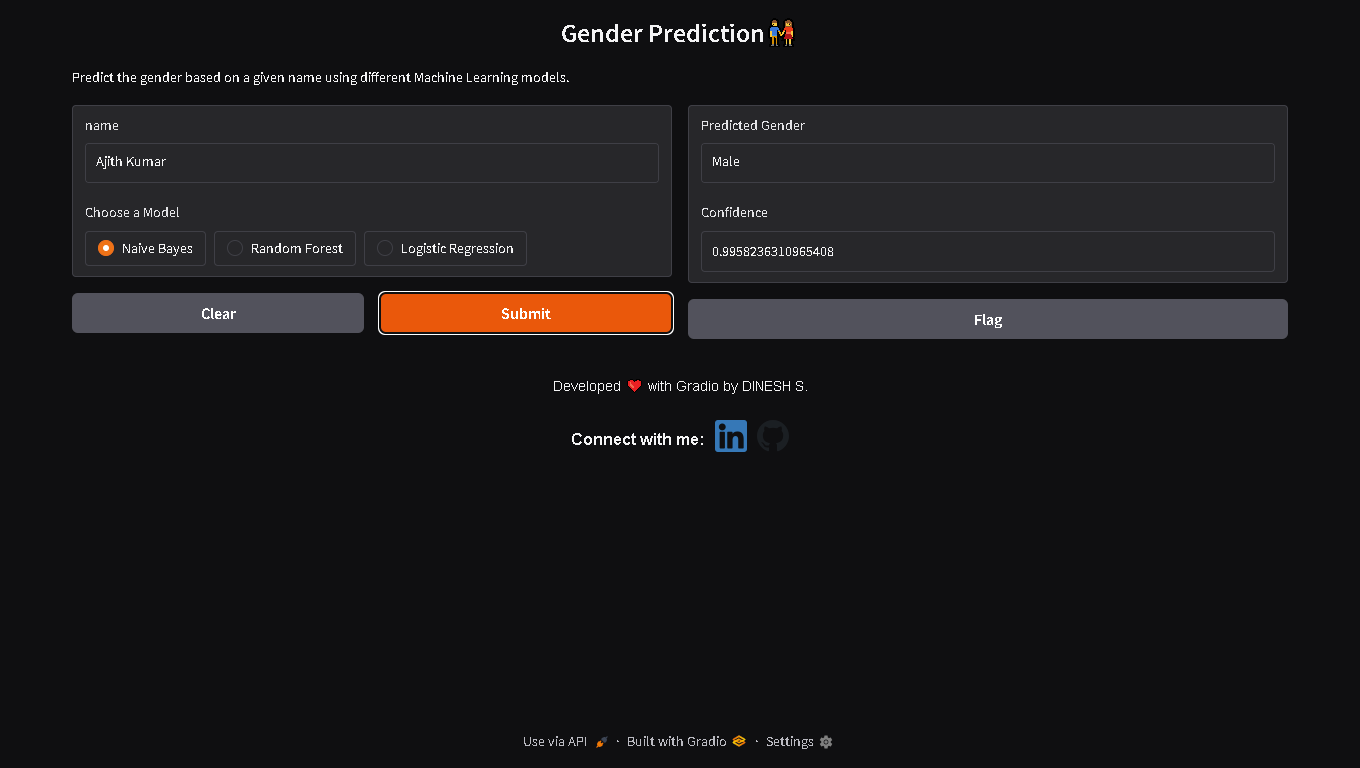 Gender Prediction👫
Predict the gender based on a given name using different Machine Learning models.
name
Ajith Kumar
Choose a Model
Naive Bayes
Random Forest
Logistic Regression
Clear
Submit
Predicted Gender
Male
Confidence
0.9958236310965408
Flag
Developed ❤️ with Gradio by DINESH S.
Connect with me: in
Use via API 🚀 · Built with Gradio · Settings ⚙️